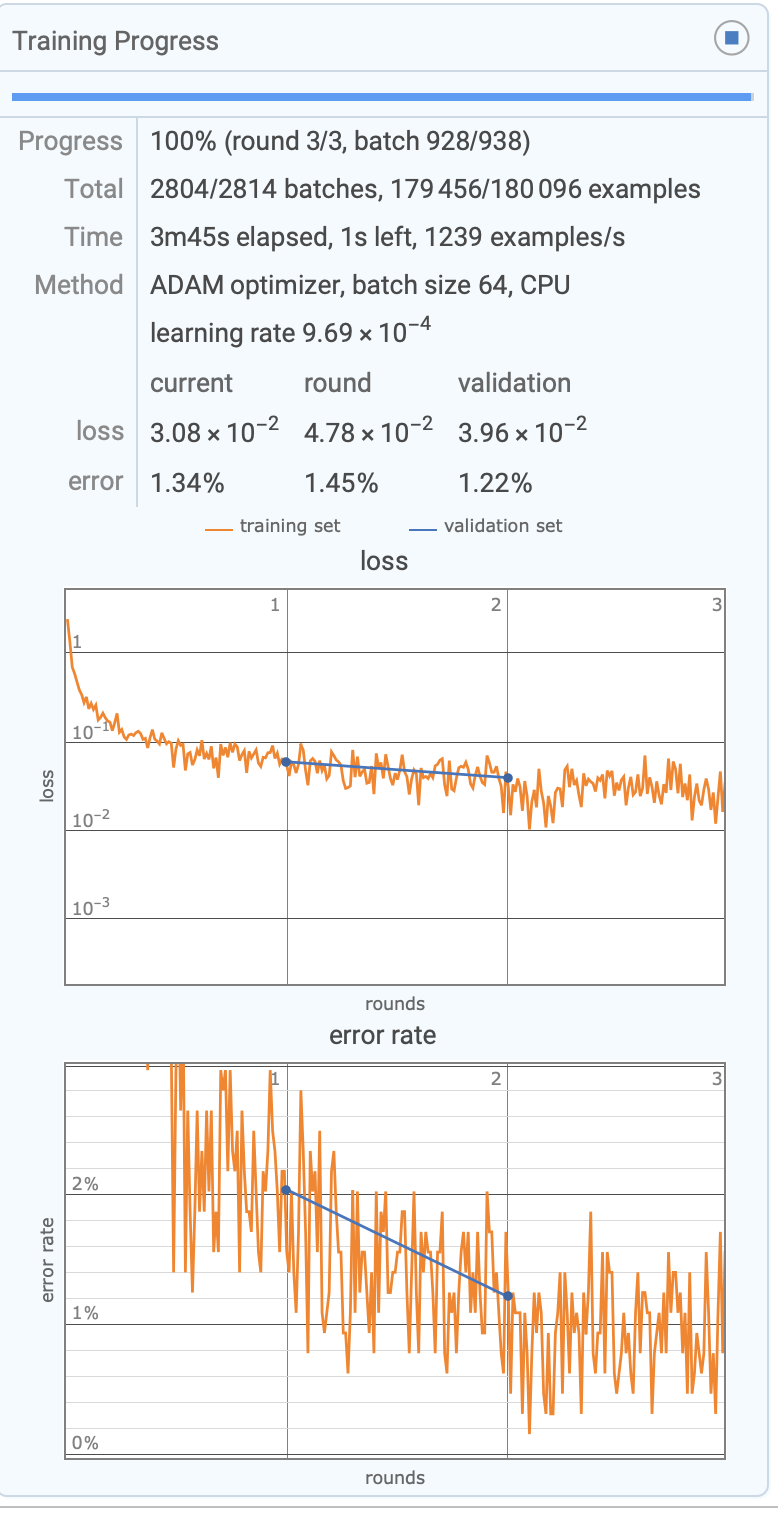 Training Progress
Progress 100% (round 3/3, batch 928/938)
Total 2804/2814 batches, 179 456/180 096 examples
Time 3m45s elapsed, 1s left, 1239 examples/s
Method ADAM optimizer, batch size 64, CPU
learning rate 9.69 × 10⁻⁴
current round validation
loss 3.08 × 10⁻² 4.78 × 10⁻² 3.96 × 10⁻²
error 1.34% 1.45% 1.22%
training set validation set
loss
1 2 3
1
10⁻¹
10⁻²
10⁻³
loss
rounds
error rate
1 2 3
2%
1%
0%
error rate
rounds